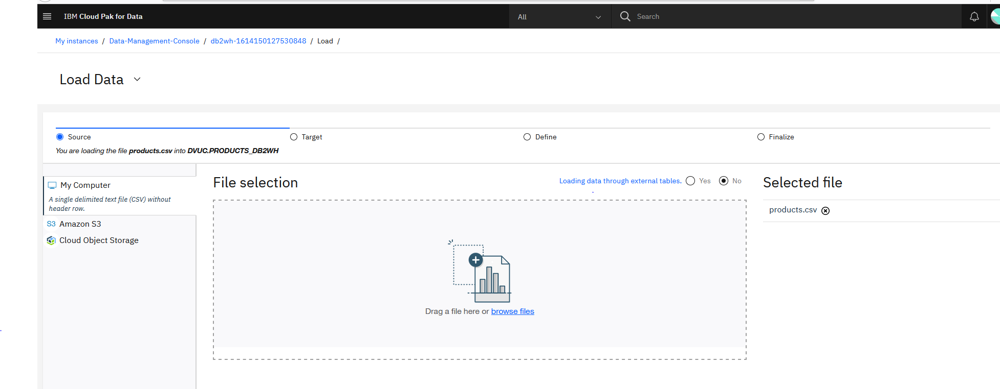 IBM Cloud Pak for Data All Search
My instances / Data-Management-Console / db2wh-1614150127530848 / Load /
Load Data
Source Target Define Finalize
You are loading the file products.csv into DVUC.PRODUCTS_DB2WH
My Computer
A single delimited text file (CSV) without
header row.
S3 Amazon S3
Cloud Object Storage
File selection
Loading data through external tables. Yes No
Drag a file here or browse files
Selected file
products.csv